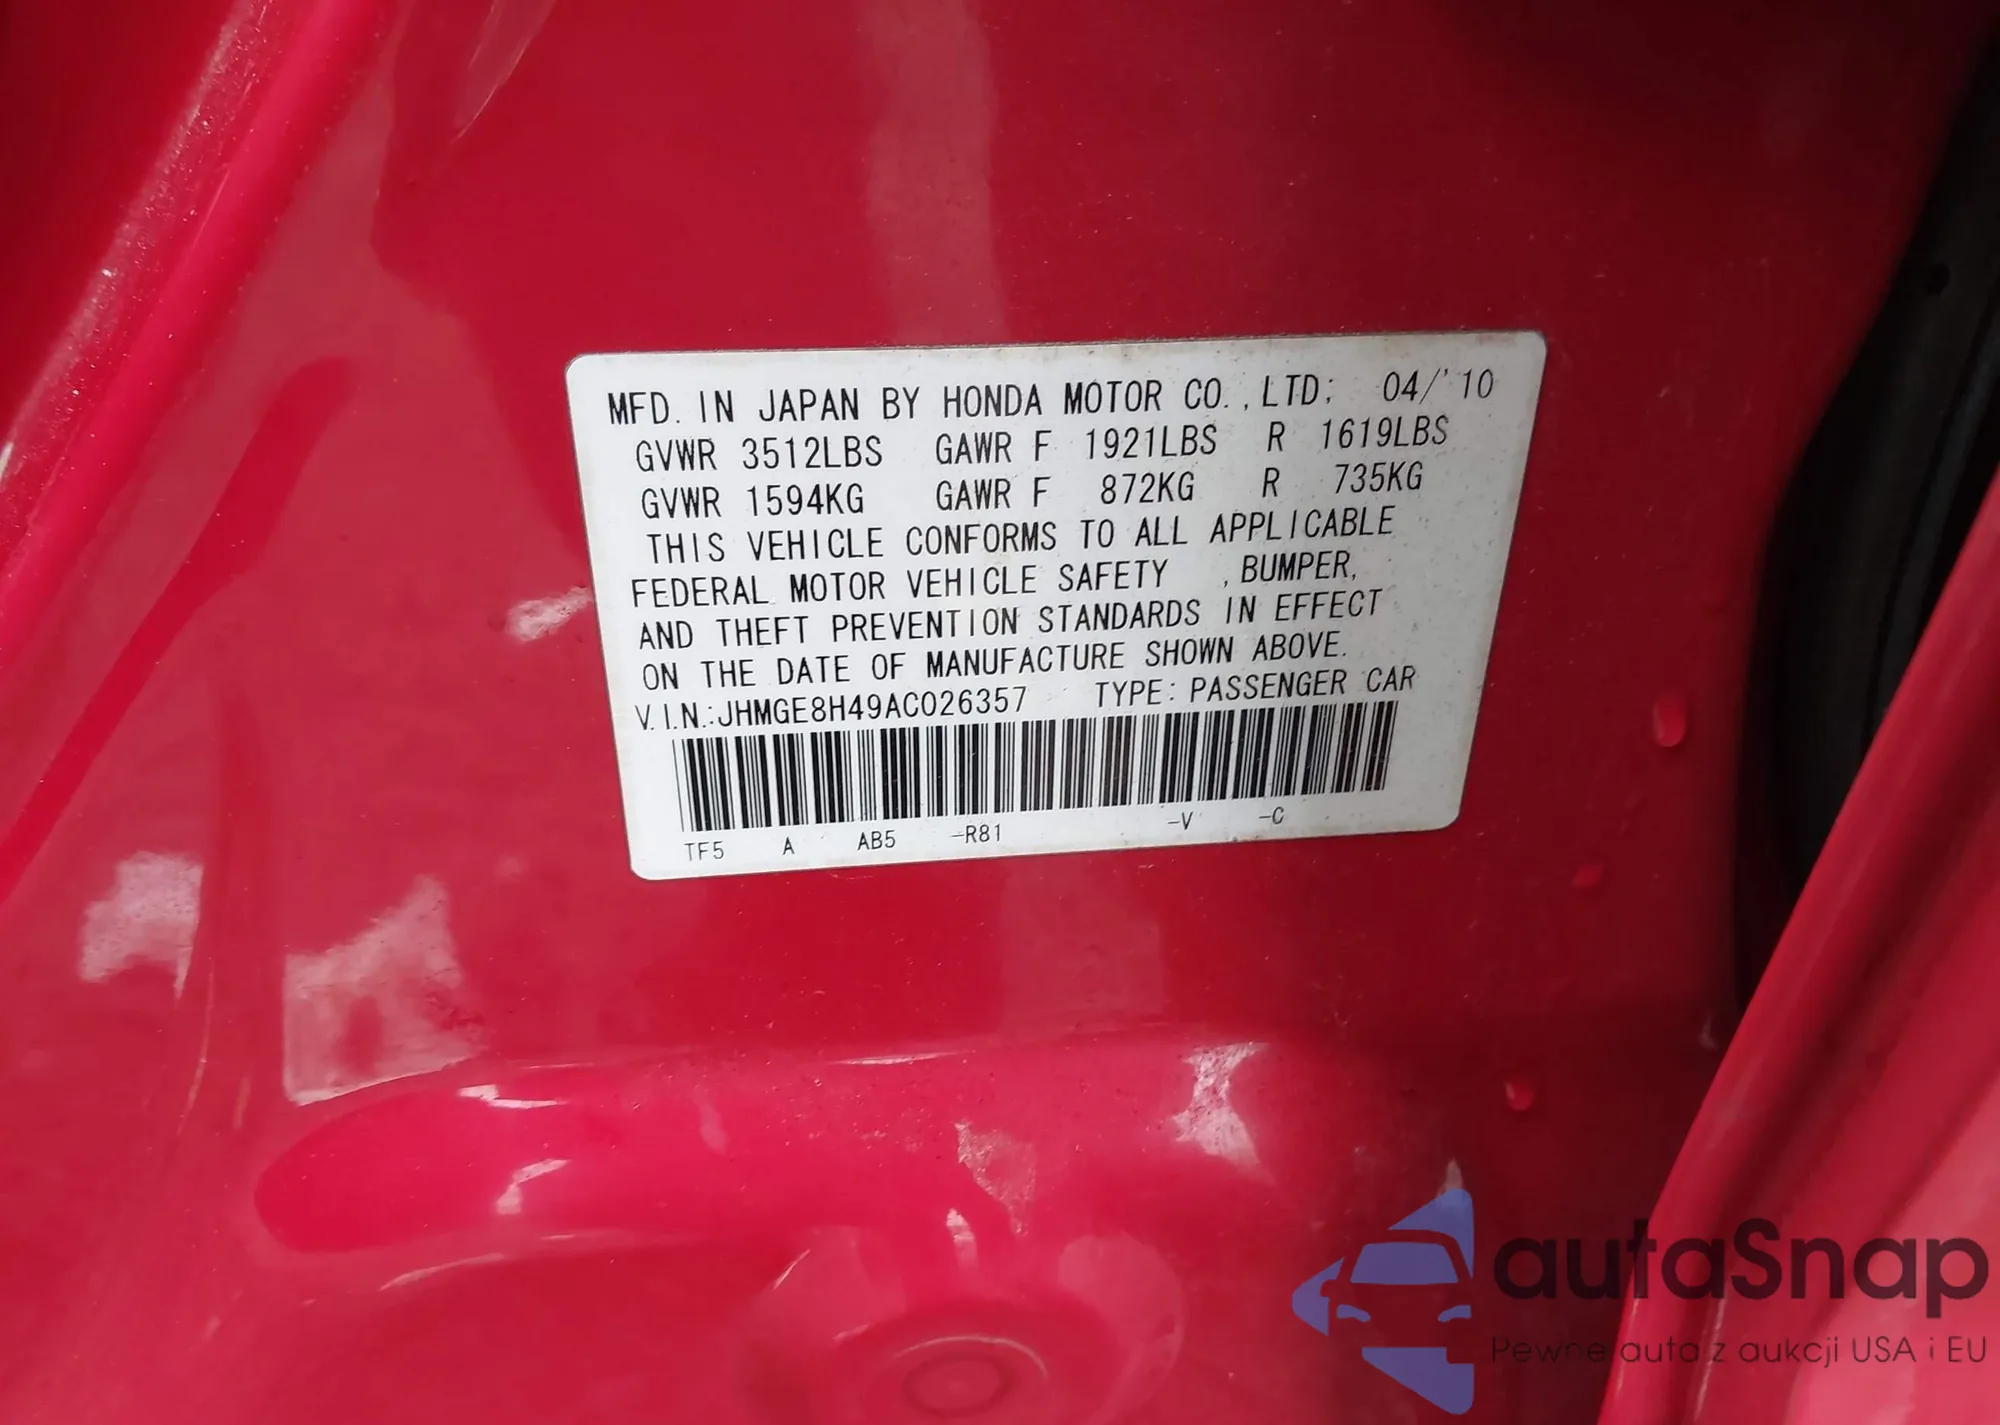 MFD. IN JAPAN BY HONDA MOTOR CO.,LTD; 04/'10
GVWR 3512LBS GAWR F 1921LBS R 1619LBS
GVWR 1594KG GAWR F 872KG R 735KG
THIS VEHICLE CONFORMS TO ALL APPLICABLE
FEDERAL MOTOR VEHICLE SAFETY , BUMPER,
AND THEFT PREVENTION STANDARDS IN EFFECT
ON THE DATE OF MANUFACTURE SHOWN ABOVE.
V.I.N.:JHMGE8H49AC026357 TYPE: PASSENGER CAR
TF5 A AB5 -R81 -V -C
autaSnap
Pewne auta z aukcji USA i EU